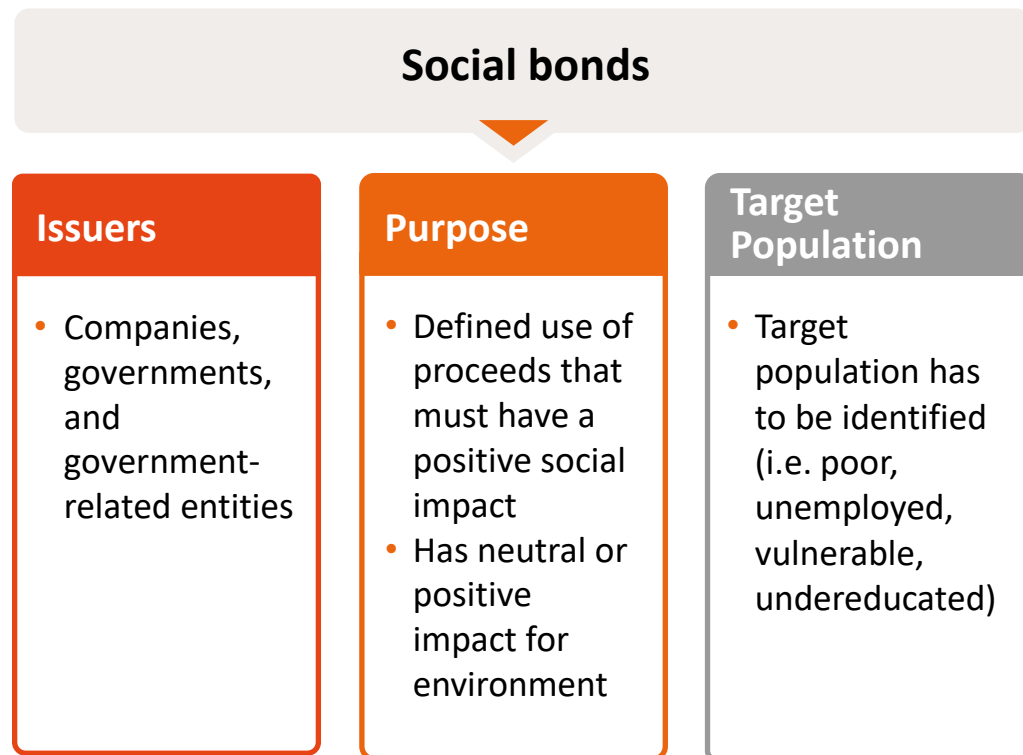 Social bonds
Issuers
• Companies,
governments,
and
government-
related entities
Purpose
• Defined use of
proceeds that
must have a
positive social
impact
• Has neutral or
positive
impact for
environment
Target
Population
• Target
population has
to be identified
(i.e. poor,
unemployed,
vulnerable,
undereducated)